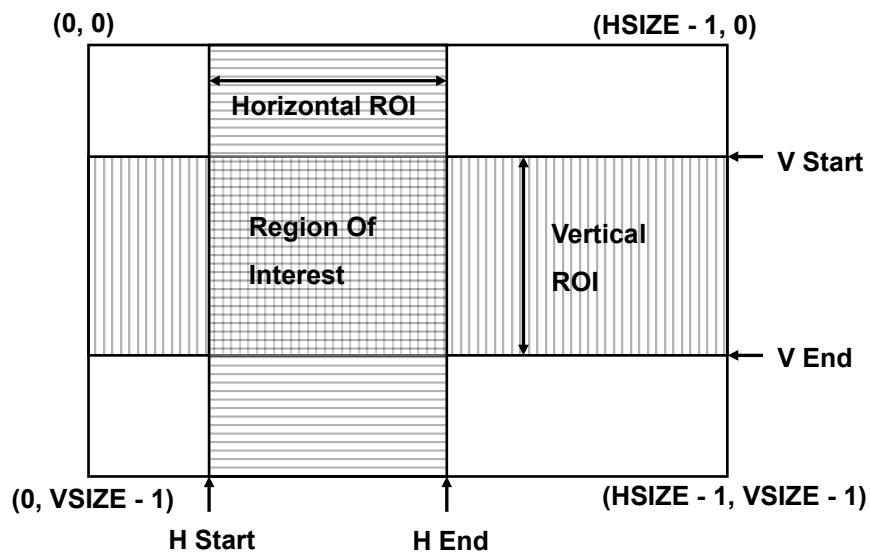 (0, 0)
(HSIZE - 1, 0)
Horizontal ROI
V Start
Region Of
Interest
Vertical
ROI
V End
(0, VSIZE - 1)
(HSIZE - 1, VSIZE - 1)
H Start
H End